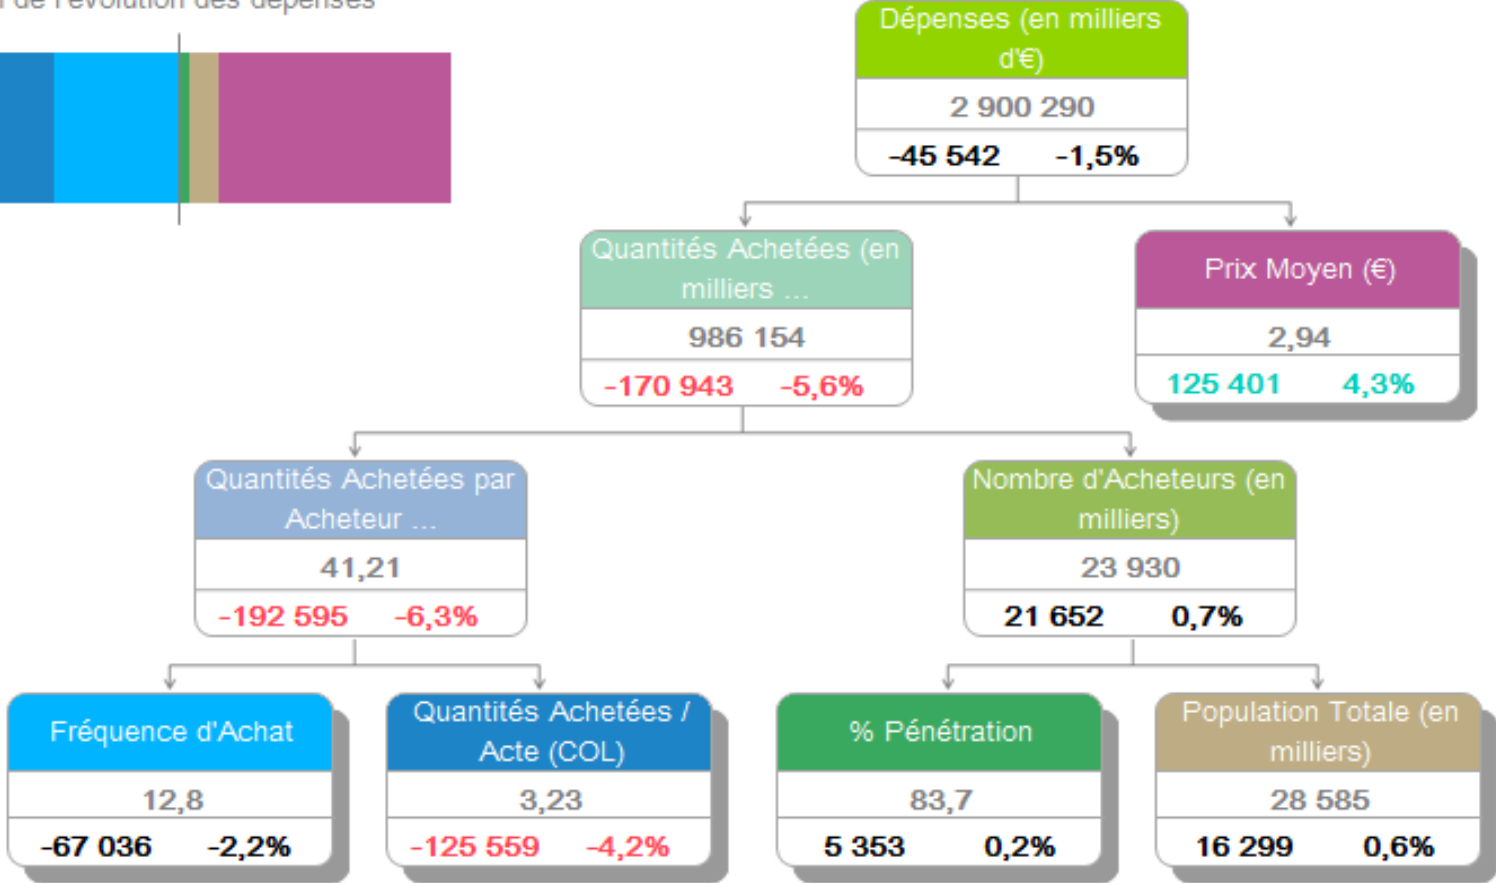 de l'évolution des dépenses
Dépenses (en milliers
d'€)
2 900 290
-45 542 -1,5%
Quantités Achetées (en
milliers ...
986 154
-170 943 -5,6%
Prix Moyen (€)
2,94
125 401 4,3%
Quantités Achetées par
Acheteur ...
41,21
-192 595 -6,3%
Nombre d'Acheteurs (en
milliers)
23 930
21 652 0,7%
Fréquence d'Achat
12,8
-67 036 -2,2%
Quantités Achetées /
Acte (COL)
3,23
-125 559 -4,2%
% Pénétration
83,7
5 353 0,2%
Population Totale (en
milliers)
28 585
16 299 0,6%